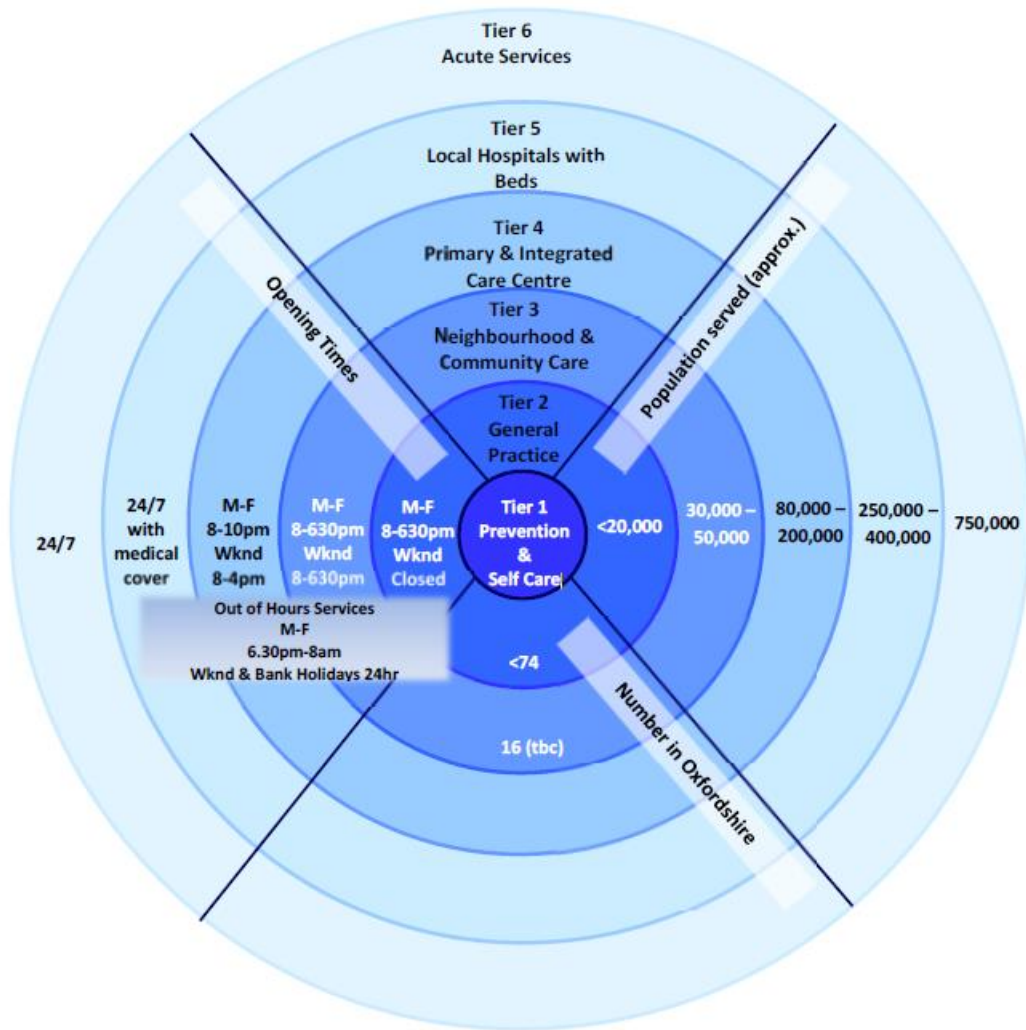 Tier 6
Acute Services
Tier 5
Local Hospitals with
Beds
Tier 4
Primary & Integrated
Care Centre
Tier 3
Neighbourhood &
Community Care
Tier 2
General
Practice
Tier 1
Prevention
&
Self Care
Opening Times
24/7
24/7
with
medical
cover
M-F
8-10pm
Wknd
8-4pm
M-F
8-630pm
Wknd
8-630pm
M-F
8-630pm
Wknd
Closed
Out of Hours Services
M-F
6.30pm-8am
Wknd & Bank Holidays 24hr
Population served (approx.)
<20,000
30,000 –
50,000
80,000 –
200,000
250,000 –
400,000
750,000
Number in Oxfordshire
<74
16 (tbc)